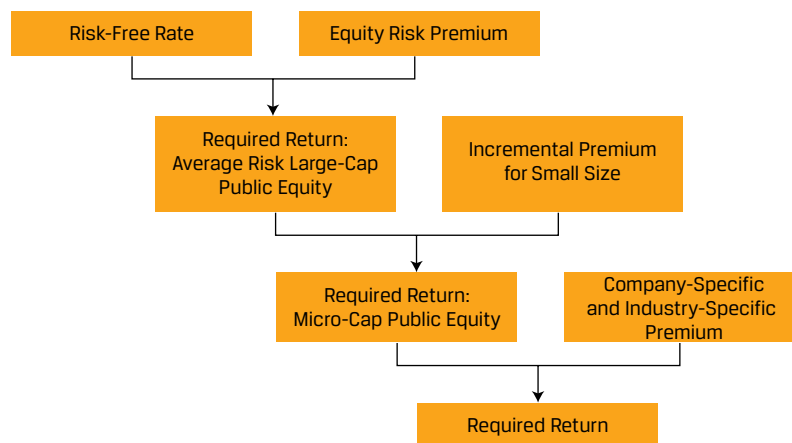 Risk-Free Rate
Equity Risk Premium
Required Return:
Average Risk Large-Cap
Public Equity
Incremental Premium
for Small Size
Required Return:
Micro-Cap Public Equity
Company-Specific
and Industry-Specific
Premium
Required Return